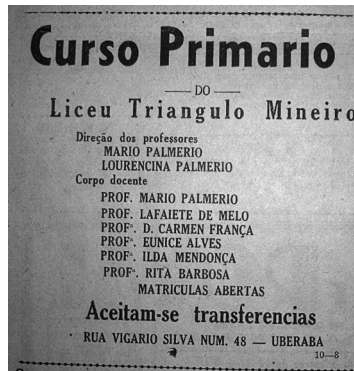 Curso Primario
DO
Liceu Triangulo Mineiro
Direção dos professores
MARIO PALMERIO
LOURENCINA PALMERIO
Corpo docente
PROF. MARIO PALMERIO
PROF. LAFAIETE DE MELO
PROFª. D. CARMEN FRANÇA
PROFª. EUNICE ALVES
PROFª. ILDA MENDONÇA
PROFª. RITA BARBOSA
MATRICULAS ABERTAS
Aceitam-se transferencias
RUA VIGARIO SILVA NUM. 48 — UBERABA
10—8